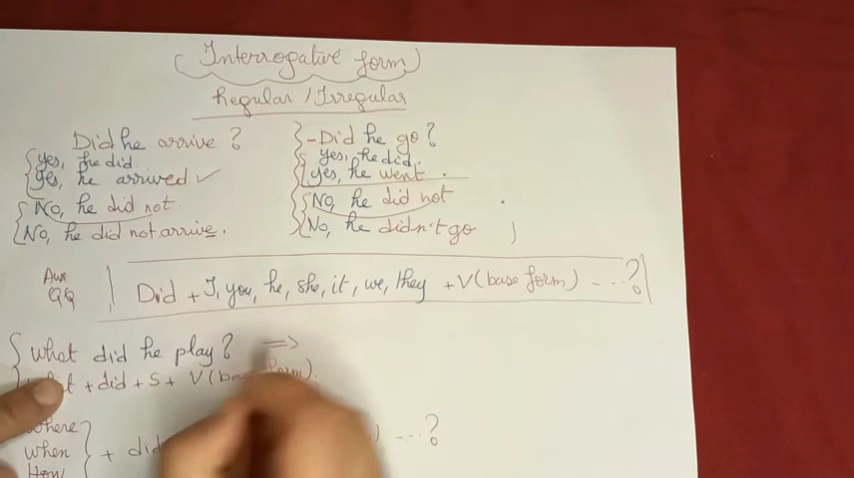 (Interrogative form)
Regular / Irregular
Did he arrive?
yes, he did.
yes, he arrived ✓
No, he did not.
No, he did not arrive.
- Did he go?
yes, he did.
yes, he went.
No, he did not
No, he didn't go
Aux
QQ
Did + I, you, he, she, it, we, they + V (base form) ....?
what did he play? =>
+ did + S + V (base form).
where
when
How
+ did ) ...?